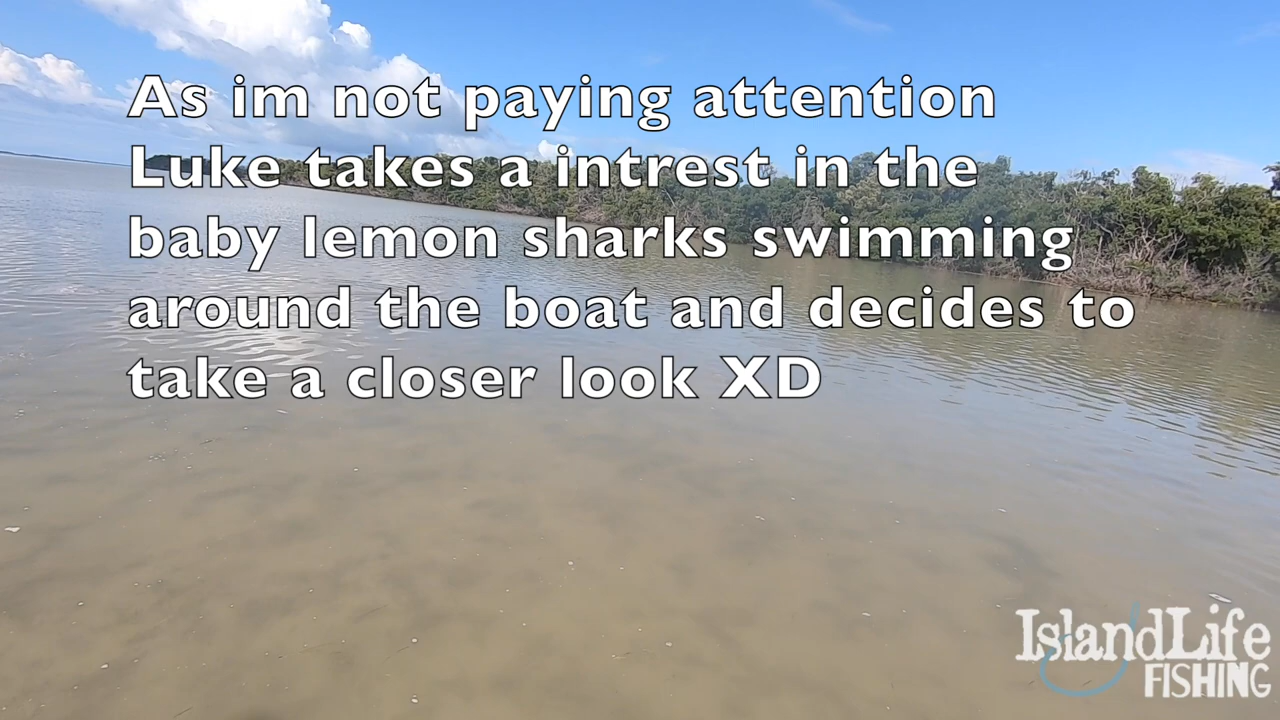 As im not paying attention
Luke takes a intrest in the
baby lemon sharks swimming
around the boat and decides to
take a closer look XD
IslandLife
FISHING